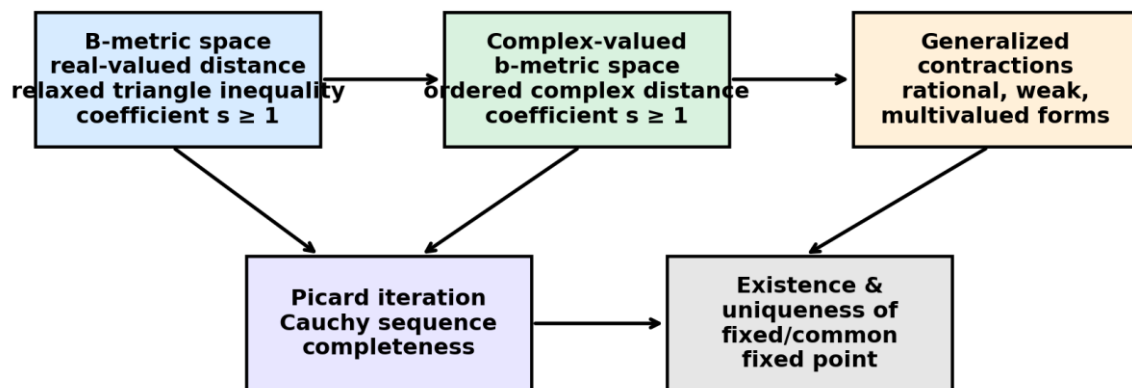 B-metric space
real-valued distance
relaxed triangle inequality
coefficient s ≥ 1
Complex-valued
b-metric space
ordered complex distance
coefficient s ≥ 1
Generalized
contractions
rational, weak,
multivalued forms
Picard iteration
Cauchy sequence
completeness
Existence &
uniqueness of
fixed/common
fixed point